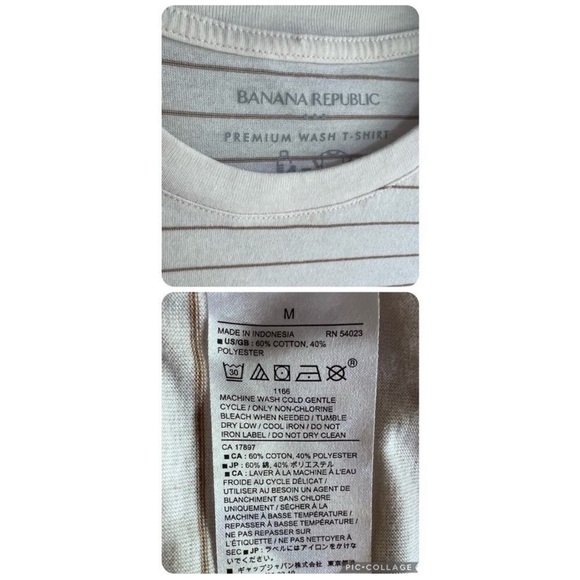 BANANA REPUBLIC
PREMIUM WASH T-SHIRT
M
MADE IN INDONESIA RN 54023
■ US/GB : 60% COTTON, 40%
POLYESTER
30
®
1166
MACHINE WASH COLD GENTLE
CYCLE / ONLY NON-CHLORINE
BLEACH WHEN NEEDED / TUMBLE
DRY LOW / COOL IRON / DO NOT
IRON LABEL / DO NOT DRY CLEAN
CA 17897
■ CA : 60% COTON, 40% POLYESTER
■ JP : 60% 綿, 40% ポリエステル
■ CA : LAVER À LA MACHINE À L'EAU
FROIDE AU CYCLE DÉLICAT /
UTILISER AU BESOIN UN AGENT DE
BLANCHIMENT SANS CHLORE
UNIQUEMENT / SÉCHER À LA
MACHINE À BASSE TEMPÉRATURE /
REPASSER À BASSE TEMPÉRATURE /
NE PAS REPASSER SUR
L'ÉTIQUETTE / NE PAS NETTOYER À
SEC ■ JP : ラベルにはアイロンをかけな
いでください。
■ ギャップジャパン株式会社 東京都渋
PIC•COLLAGE